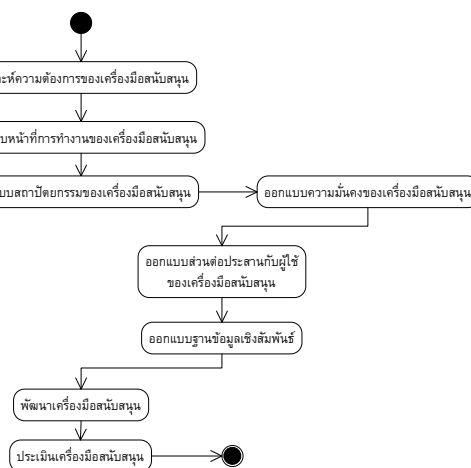 ความต้องการของเครื่องมือสนับสนุน
หน้าที่การทำงานของเครื่องมือสนับสนุน
สถาปัตยกรรมของเครื่องมือสนับสนุน
ออกแบบความมั่นคงของเครื่องมือสนับสนุน
ออกแบบส่วนต่อประสานกับผู้ใช้
ของเครื่องมือสนับสนุน
ออกแบบฐานข้อมูลเชิงสัมพันธ์
พัฒนาเครื่องมือสนับสนุน
ประเมินเครื่องมือสนับสนุน